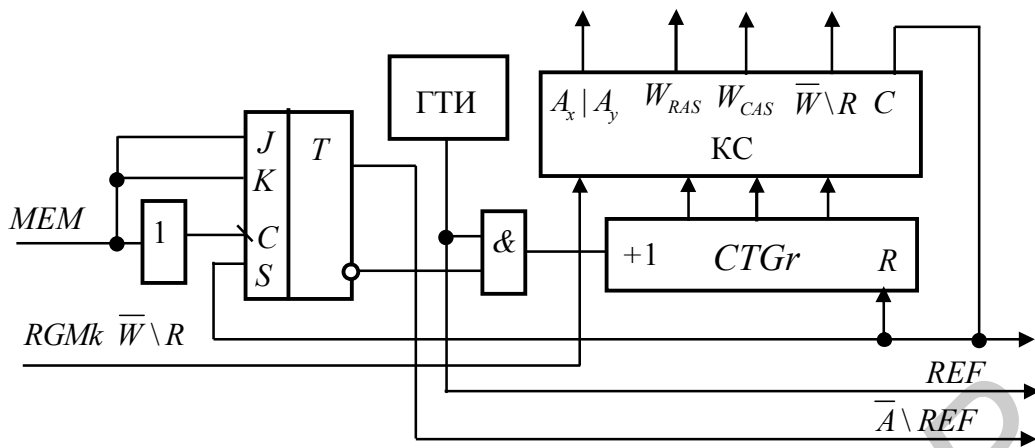 ГТИ
A_x | A_y W_RAS W_CAS W̅\R C
КС
J T
K
MEM
1
C
S
&
+1 CTGr R
RGMk W̅\R
REF
A̅\REF